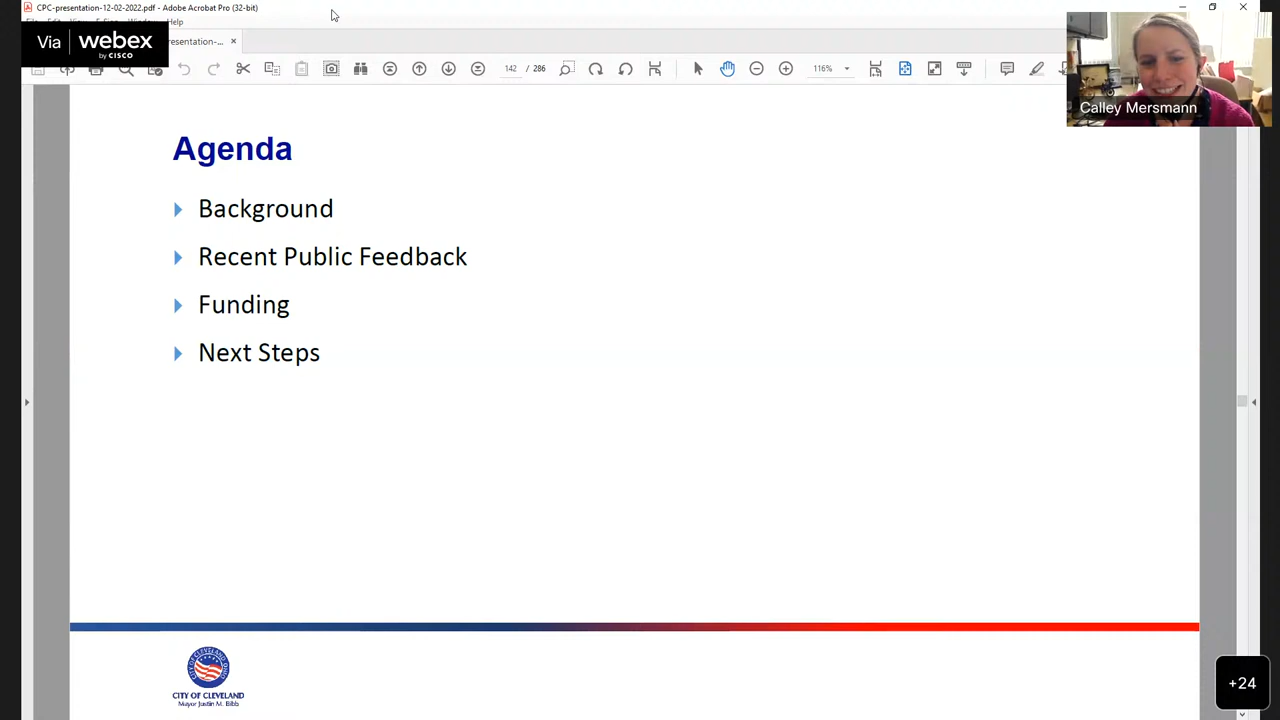 CPC-presentation-12-02-2022.pdf - Adobe Acrobat Pro (32-bit)
Help
Via webex
by CISCO
resentation-...
142 / 286
116%
Calley Mersmann
Agenda
Background
Recent Public Feedback
Funding
Next Steps
CITY OF CLEVELAND
Mayor Justin M. Bibb
+24